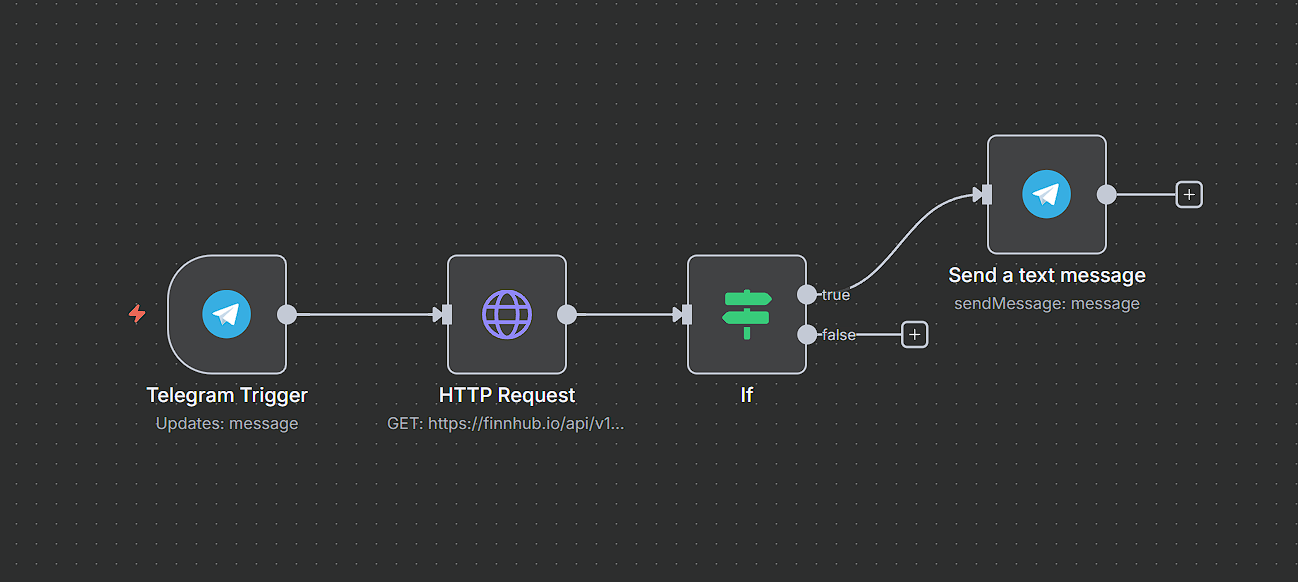 Send a text message
sendMessage: message
true
false
Telegram Trigger
Updates: message
HTTP Request
GET: https://finnhub.io/api/v1...
If